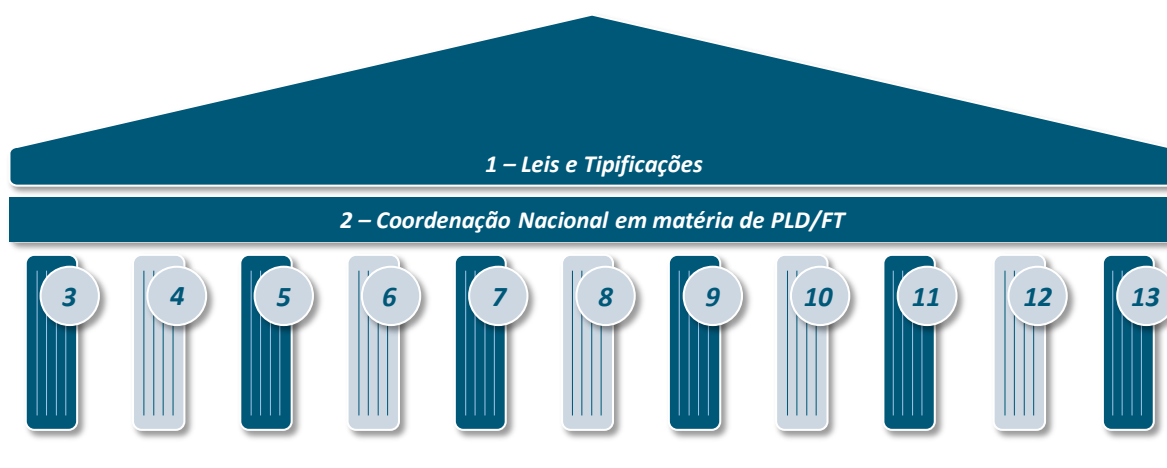 1 – Leis e Tipificações
2 – Coordenação Nacional em matéria de PLD/FT
3 4 5 6 7 8 9 10 11 12 13